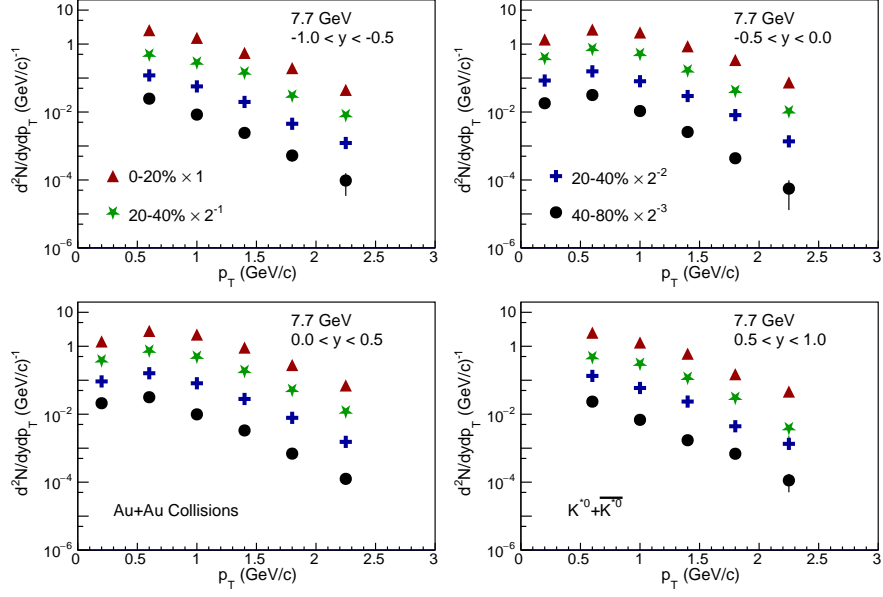 7.7 GeV
-1.0 < y < -0.5
d²N/dydp_T (GeV/c)⁻¹
10
1
10⁻²
10⁻⁴
10⁻⁶
0-20% × 1
20-40% × 2⁻¹
0 0.5 1 1.5 2 2.5 3
p_T (GeV/c)
7.7 GeV
-0.5 < y < 0.0
d²N/dydp_T (GeV/c)⁻¹
10
1
10⁻²
10⁻⁴
10⁻⁶
20-40% × 2⁻²
40-80% × 2⁻³
0 0.5 1 1.5 2 2.5 3
p_T (GeV/c)
7.7 GeV
0.0 < y < 0.5
d²N/dydp_T (GeV/c)⁻¹
10
1
10⁻²
10⁻⁴
10⁻⁶
Au+Au Collisions
0 0.5 1 1.5 2 2.5 3
p_T (GeV/c)
7.7 GeV
0.5 < y < 1.0
d²N/dydp_T (GeV/c)⁻¹
10
1
10⁻²
10⁻⁴
10⁻⁶
K*⁰+K̅*⁰
0 0.5 1 1.5 2 2.5 3
p_T (GeV/c)